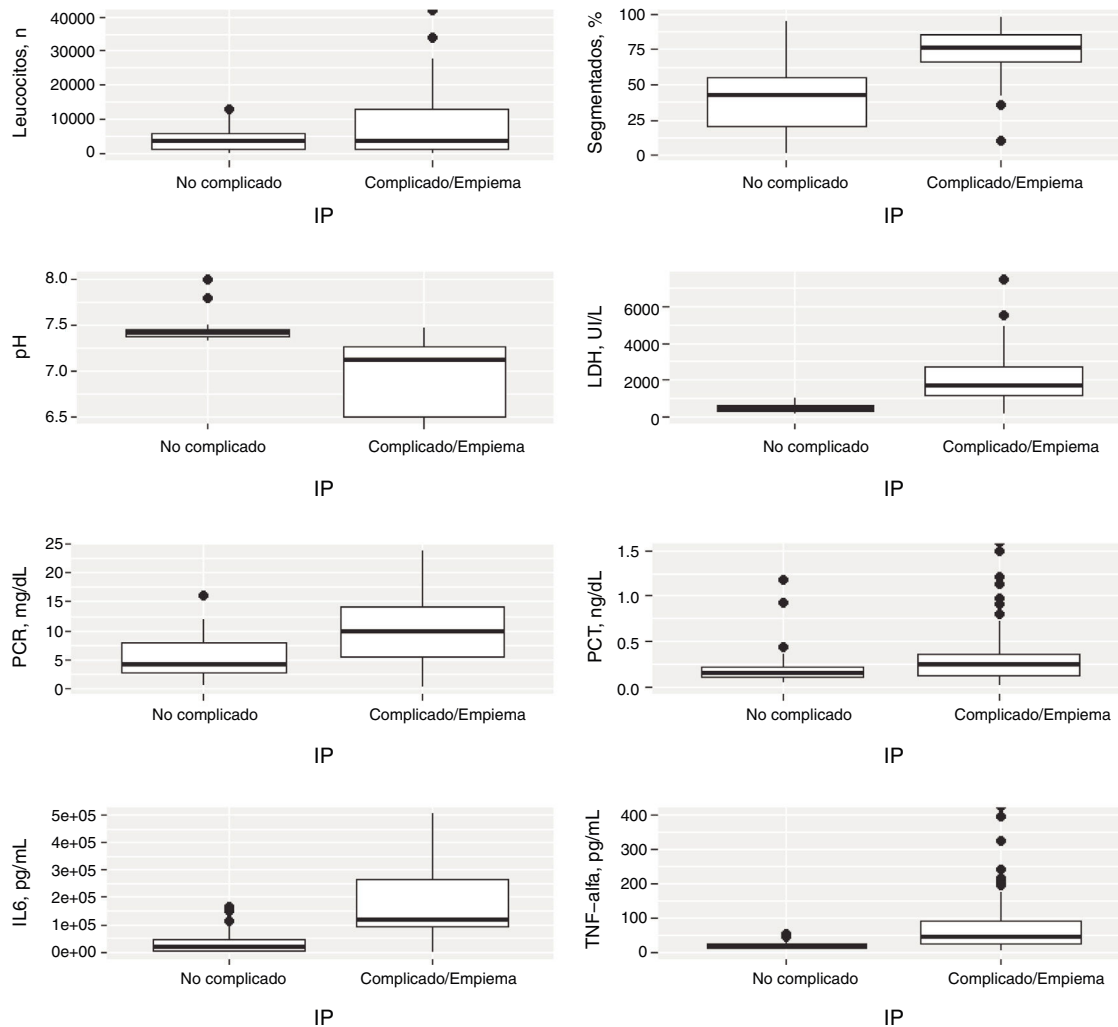 Leucocitos, n
40000
30000
20000
10000
0
No complicado
Complicado/Empiema
IP
Segmentados, %
100
75
50
25
0
No complicado
Complicado/Empiema
IP
pH
8.0
7.5
7.0
6.5
No complicado
Complicado/Empiema
IP
LDH, UI/L
6000
4000
2000
0
No complicado
Complicado/Empiema
IP
PCR, mg/dL
25
20
15
10
5
0
No complicado
Complicado/Empiema
IP
PCT, ng/dL
1.5
1.0
0.5
0.0
No complicado
Complicado/Empiema
IP
IL6, pg/mL
5e+05
4e+05
3e+05
2e+05
1e+05
0e+00
No complicado
Complicado/Empiema
IP
TNF–alfa, pg/mL
400
300
200
100
0
No complicado
Complicado/Empiema
IP